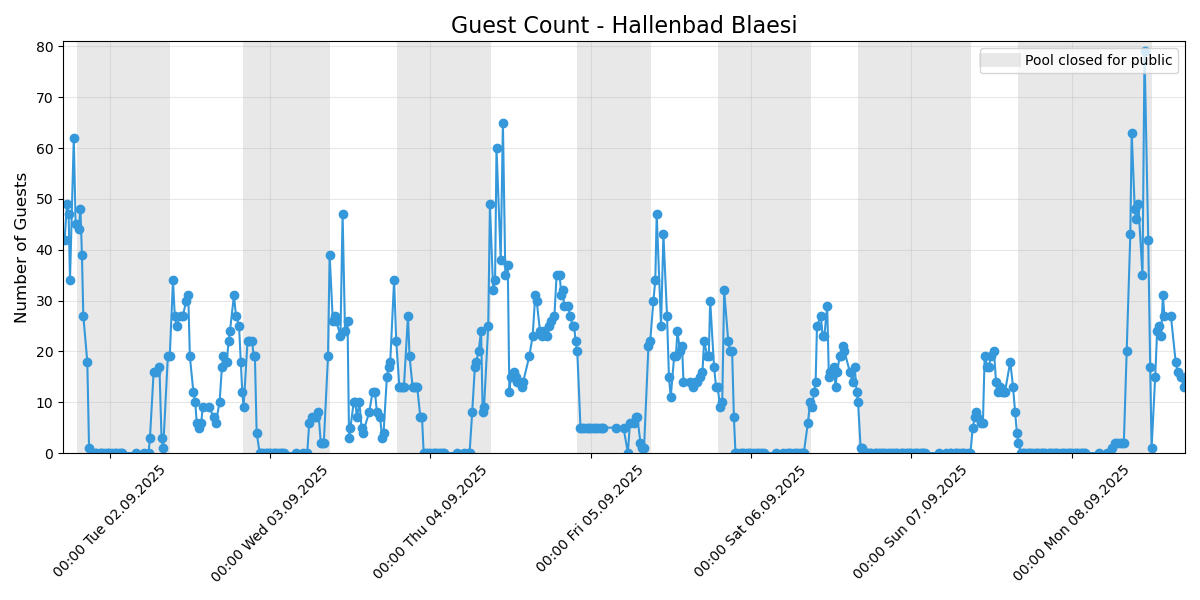 Guest Count - Hallenbad Blaesi
Pool closed for public
Number of Guests
80
70
60
50
40
30
20
10
0
00:00 Tue 02.09.2025
00:00 Wed 03.09.2025
00:00 Thu 04.09.2025
00:00 Fri 05.09.2025
00:00 Sat 06.09.2025
00:00 Sun 07.09.2025
00:00 Mon 08.09.2025